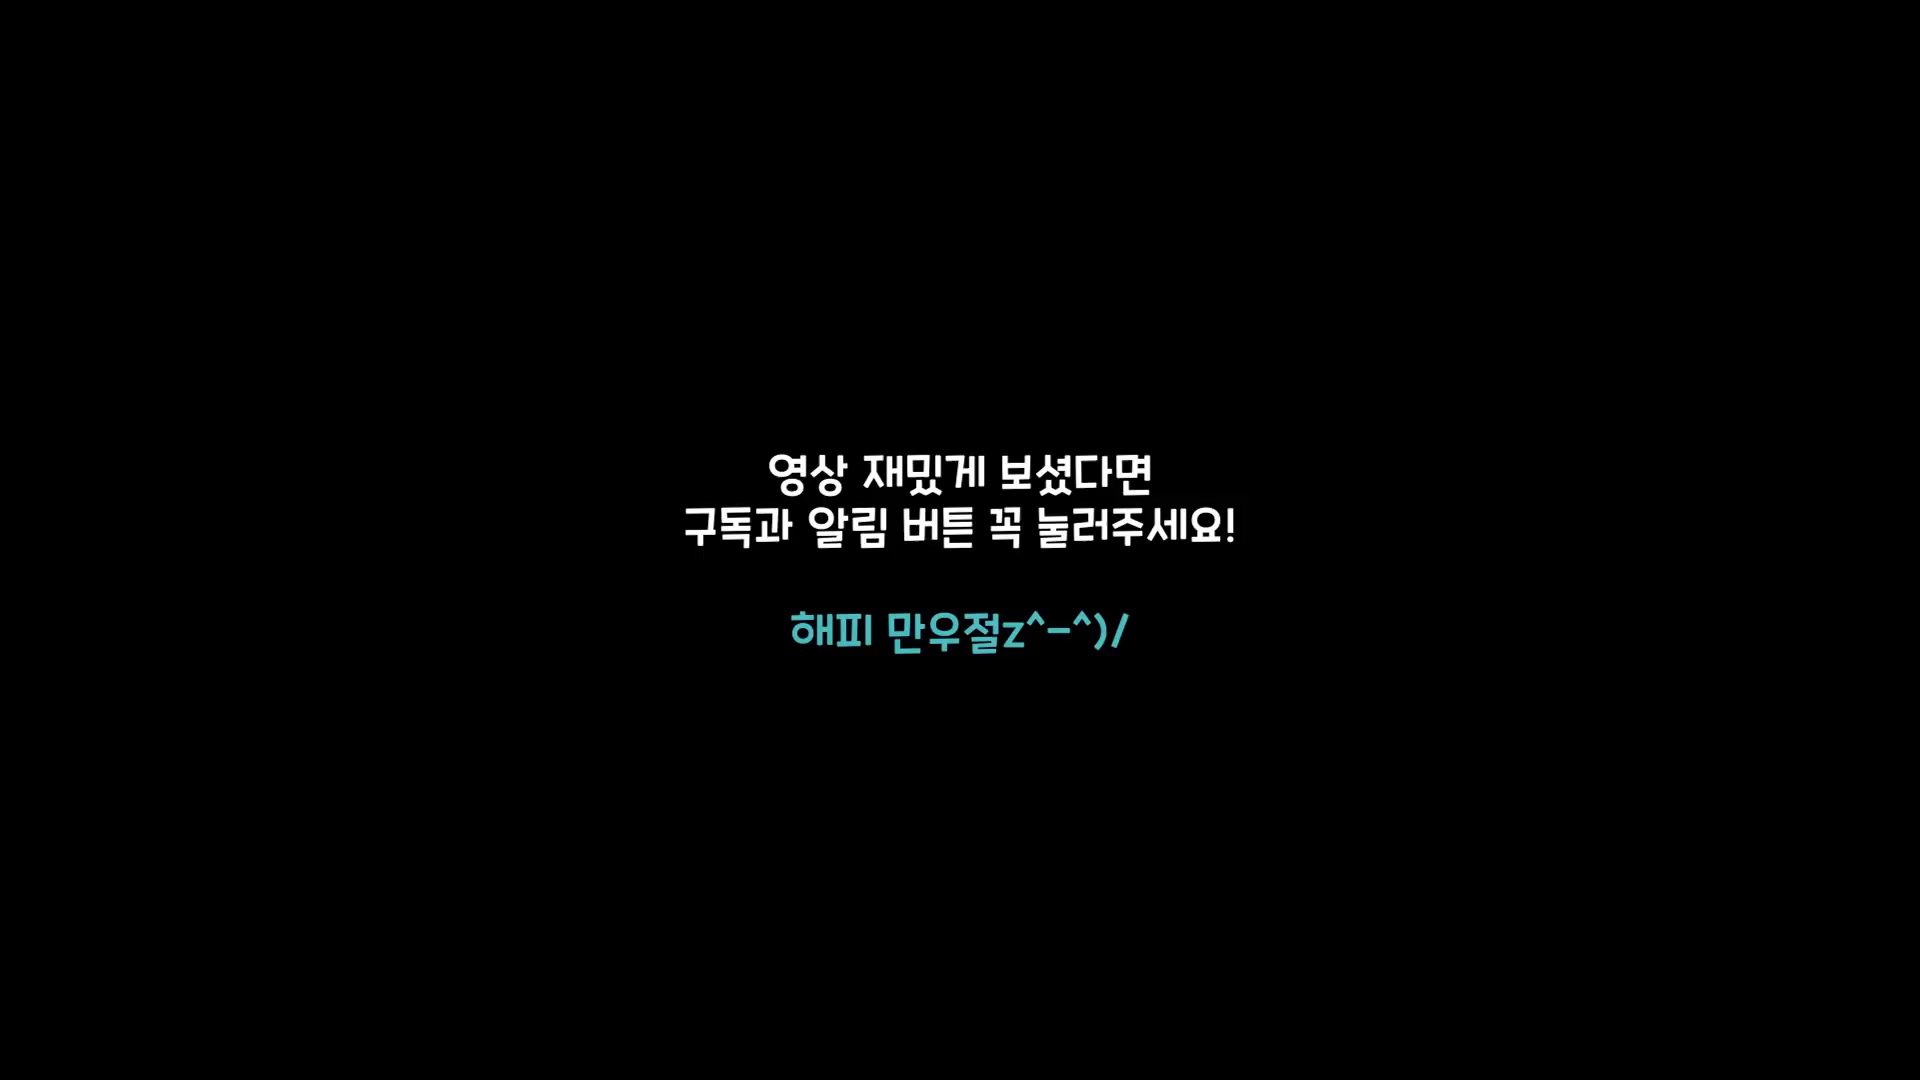 영상 재밌게 보셨다면
구독과 알림 버튼 꼭 눌러주세요!
해피 만우절z^-^)/